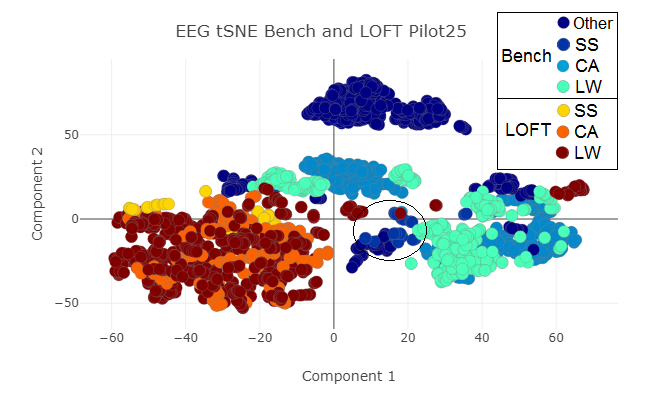 EEG tSNE Bench and LOFT Pilot25
Bench
Other
SS
CA
LW
LOFT
SS
CA
LW
Component 2
50
0
−50
−60
−40
−20
0
20
40
60
Component 1